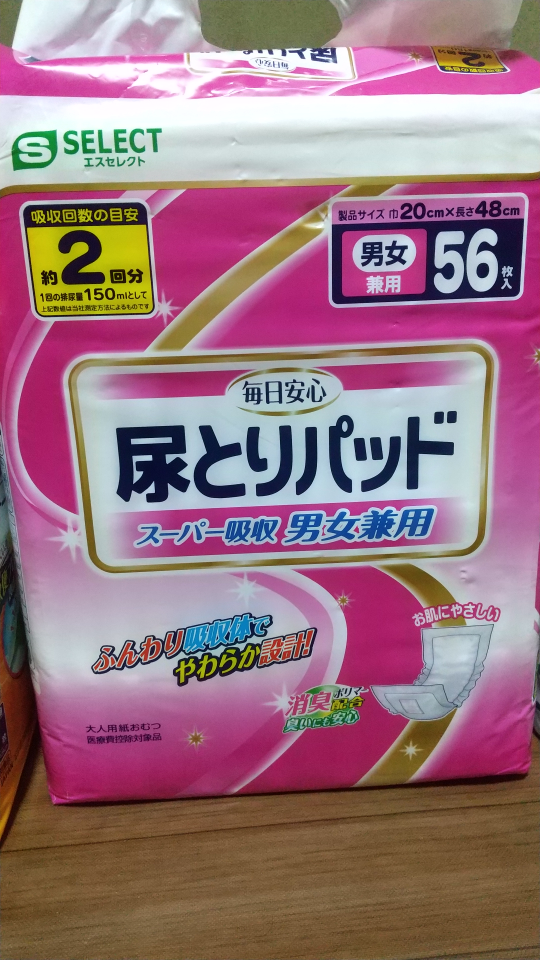 SELECT
エスセレクト
吸収回数の目安
約2回分
1回の排尿量150mlとして
上記数値は当社測定方法によるものです
製品サイズ 巾20cm×長さ48cm
男女
兼用
56枚入
毎日安心
尿とりパッド
スーパー吸収 男女兼用
ふんわり吸収体で
やわらか設計!
お肌にやさしい
消臭ポリマー
配合
臭いにも安心
大人用紙おむつ
医療費控除対象品